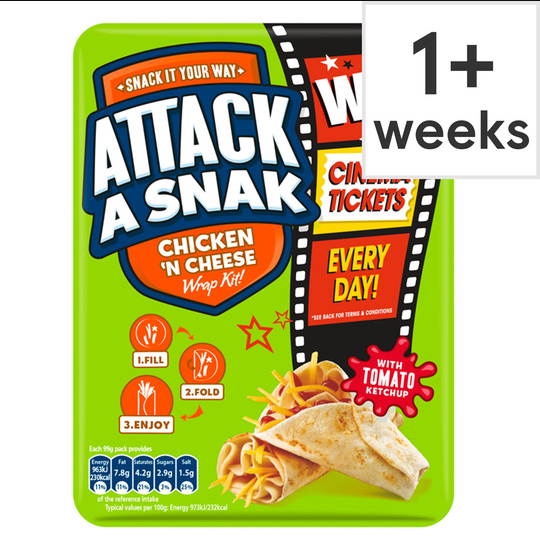 1+
weeks
✦SNACK IT YOUR WAY✦
ATTACK
A SNAK
CHICKEN
'N CHEESE
Wrap Kit!
W
CINEMA
TICKETS
EVERY
DAY!
*SEE BACK FOR TERMS & CONDITIONS
WITH
TOMATO
KETCHUP
1.FILL
2.FOLD
3.ENJOY
Each 99g pack provides
Energy Fat Saturates Sugars Salt
963kJ 7.8g 4.2g 2.9g 1.5g
230kcal
11% 11% 21% 3% 25%
of the reference intake
Typical values per 100g: Energy 973kJ/232kcal